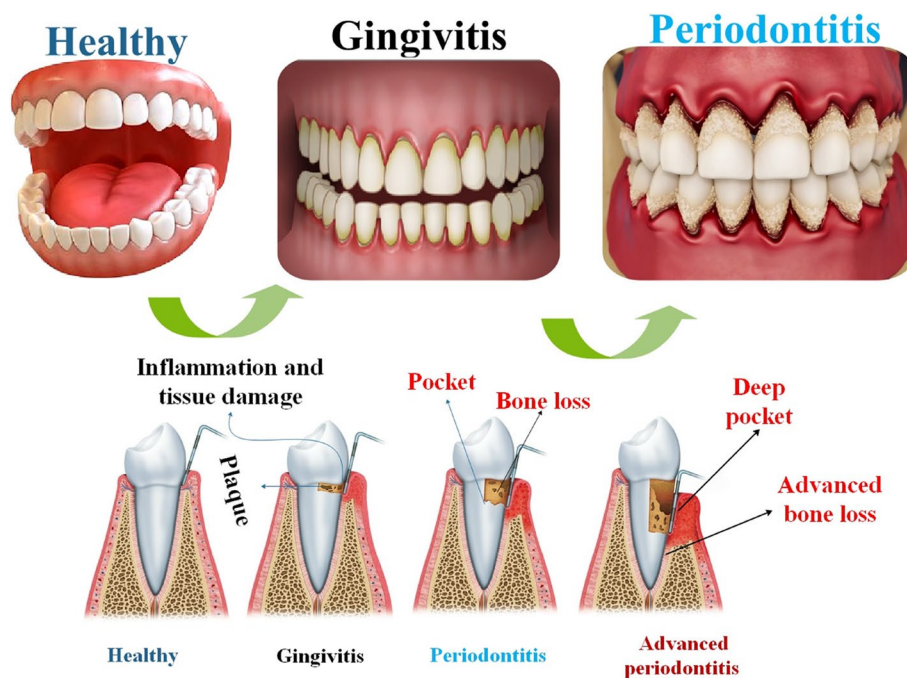 Healthy
Gingivitis
Periodontitis
Inflammation and
tissue damage
Plaque
Pocket
Bone loss
Deep
pocket
Advanced
bone loss
Healthy
Gingivitis
Periodontitis
Advanced
periodontitis